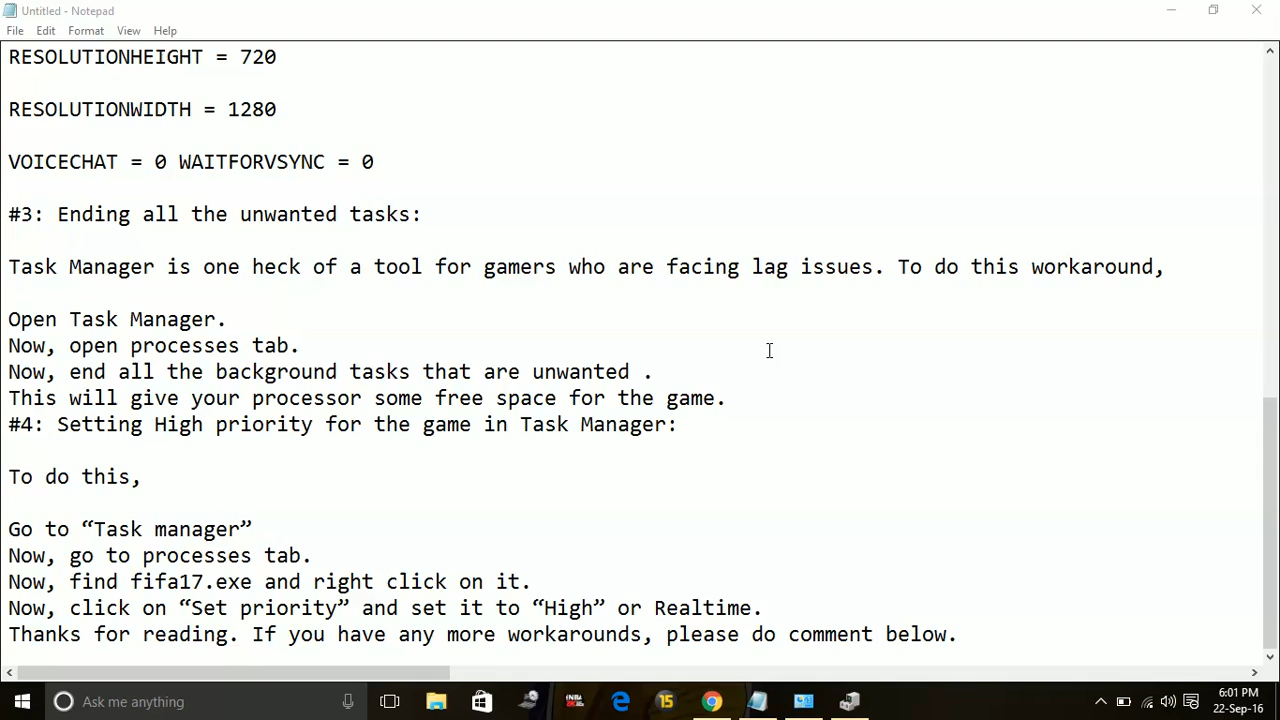 Untitled - Notepad
File Edit Format View Help
RESOLUTIONHEIGHT = 720
RESOLUTIONWIDTH = 1280
VOICECHAT = 0 WAITFORVSYNC = 0
#3: Ending all the unwanted tasks:
Task Manager is one heck of a tool for gamers who are facing lag issues. To do this workaround,
Open Task Manager.
Now, open processes tab.
Now, end all the background tasks that are unwanted .
This will give your processor some free space for the game.
#4: Setting High priority for the game in Task Manager:
To do this,
Go to “Task manager”
Now, go to processes tab.
Now, find fifa17.exe and right click on it.
Now, click on “Set priority” and set it to “High” or Realtime.
Thanks for reading. If you have any more workarounds, please do comment below.
Ask me anything
15
6:01 PM
22-Sep-16